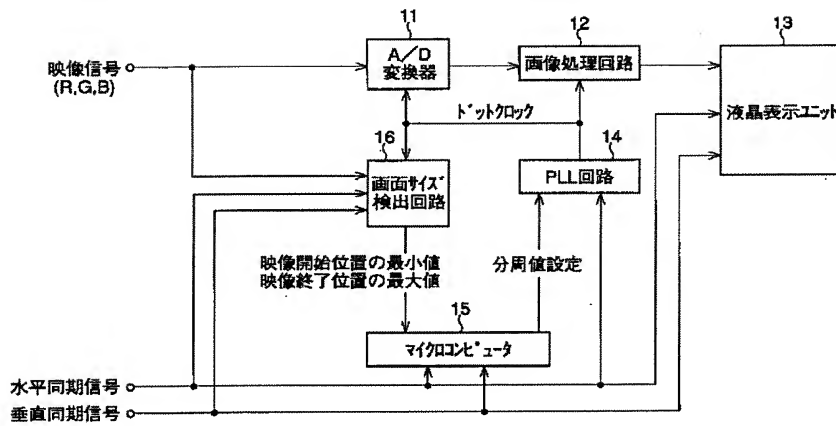 11
A/D
変換器
12
画像処理回路
13
液晶表示ユニット
映像信号
(R,G,B)
ドットクロック
16
画面サイズ
検出回路
14
PLL回路
映像開始位置の最小値
映像終了位置の最大値
分周値設定
15
マイクロコンピュータ
水平同期信号
垂直同期信号